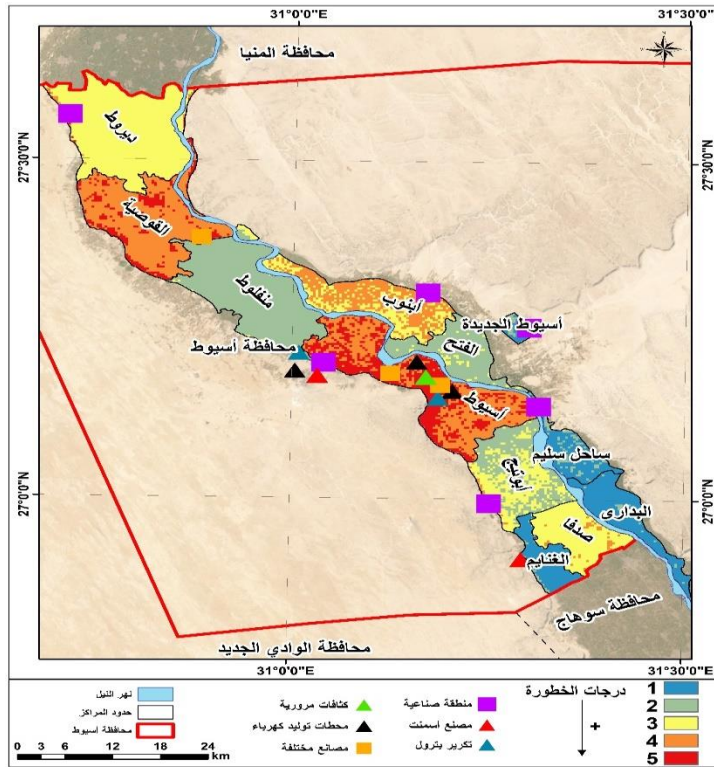 31°0'0"E
31°30'0"E
محافظة المنيا
ديروط
27°30'0"N
27°30'0"N
القوصية
منفلوط
أبنوب
أسيوط الجديدة
الفتح
محافظة أسيوط
أسيوط
ساحل سليم
ابوتيج
البدارى
27°0'0"N
27°0'0"N
صدفا
الغنايم
محافظة سوهاج
محافظة الوادي الجديد
31°0'0"E
31°30'0"E
درجات الخطورة
+
1
2
3
4
5
منطقة صناعية
مصنع أسمنت
تكرير بترول
كثافات مرورية
محطات توليد كهرباء
مصانع مختلفة
نهر النيل
حدود المراكز
محافظة أسيوط
0 3 6 12 18 24
km